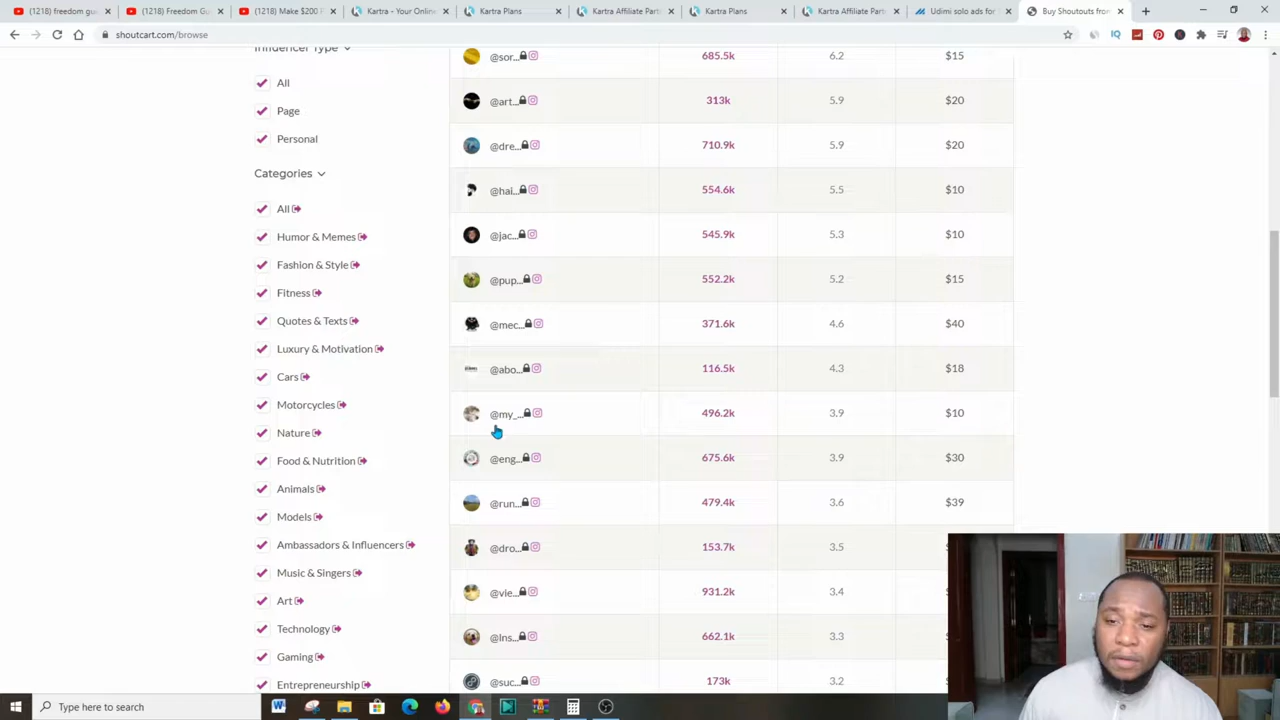 (1218) freedom gu
(1218) Freedom Gu
(1218) Make $200 P
Kartra - Your Online
Kartra Plans
Kartra Affiliate Part
Kartra Plans
Kartra Affiliate Par
Udimi solo ads for
Buy Shoutouts from
shoutcart.com/browse
Influencer Type
All
Page
Personal
Categories
All
Humor & Memes
Fashion & Style
Fitness
Quotes & Texts
Luxury & Motivation
Cars
Motorcycles
Nature
Food & Nutrition
Animals
Models
Ambassadors & Influencers
Music & Singers
Art
Technology
Gaming
Entrepreneurship
@sor... 685.5k 6.2 $15
@art... 313k 5.9 $20
@dre... 710.9k 5.9 $20
@hai... 554.6k 5.5 $10
@jac... 545.9k 5.3 $10
@pup... 552.2k 5.2 $15
@mec... 371.6k 4.6 $40
@abo... 116.5k 4.3 $18
@my_... 496.2k 3.9 $10
@eng... 675.6k 3.9 $30
@run... 479.4k 3.6 $39
@dro... 153.7k 3.5
@vie... 931.2k 3.4
@ins... 662.1k 3.3
@suc... 173k 3.2
Type here to search